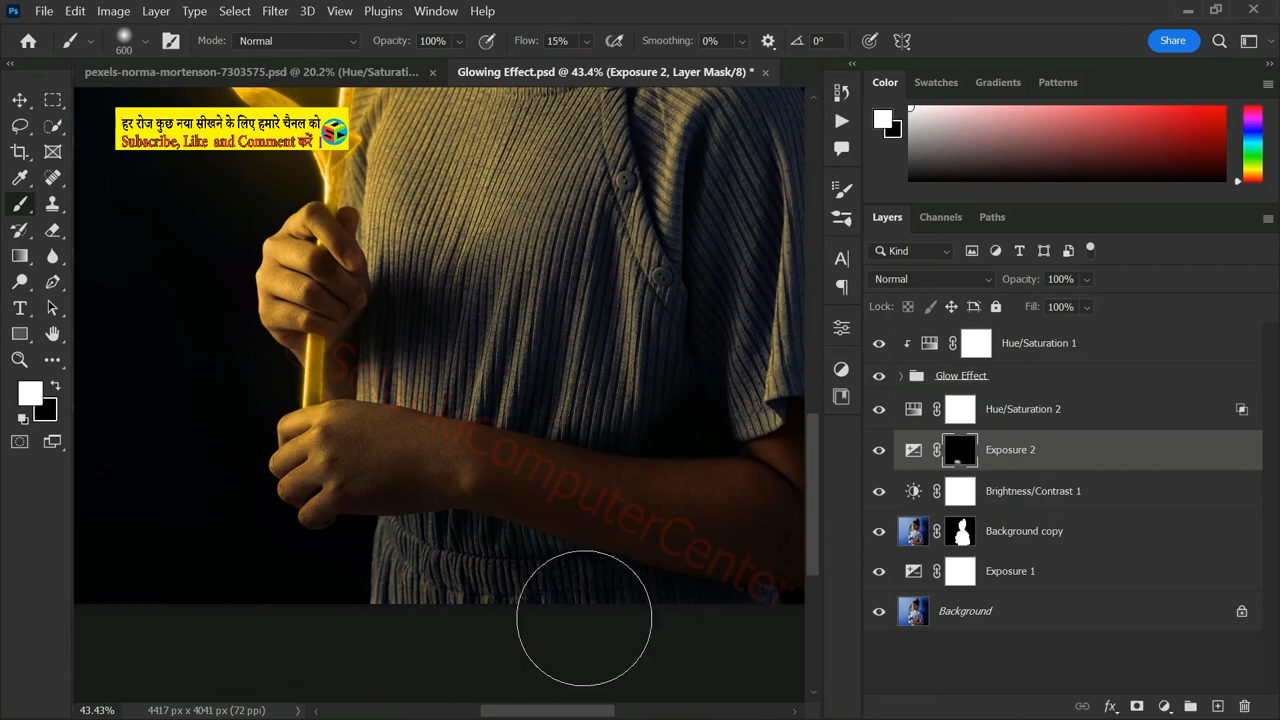 Ps File Edit Image Layer Type Select Filter 3D View Plugins Window Help
600 Mode: Normal Opacity: 100% Flow: 15% Smoothing: 0% 0° Share
pexels-norma-mortenson-7303575.psd @ 20.2% (Hue/Saturati... Glowing Effect.psd @ 43.4% (Exposure 2, Layer Mask/8) *
हर रोज कुछ नया सीखने के लिए हमारे चैनल को
Subscribe, Like and Comment करें |
Color Swatches Gradients Patterns
Layers Channels Paths
Kind
Normal Opacity: 100%
Lock: Fill: 100%
Hue/Saturation 1
Glow Effect
Hue/Saturation 2
Exposure 2
Brightness/Contrast 1
Background copy
Exposure 1
Background
43.43% 4417 px x 4041 px (72 ppi)